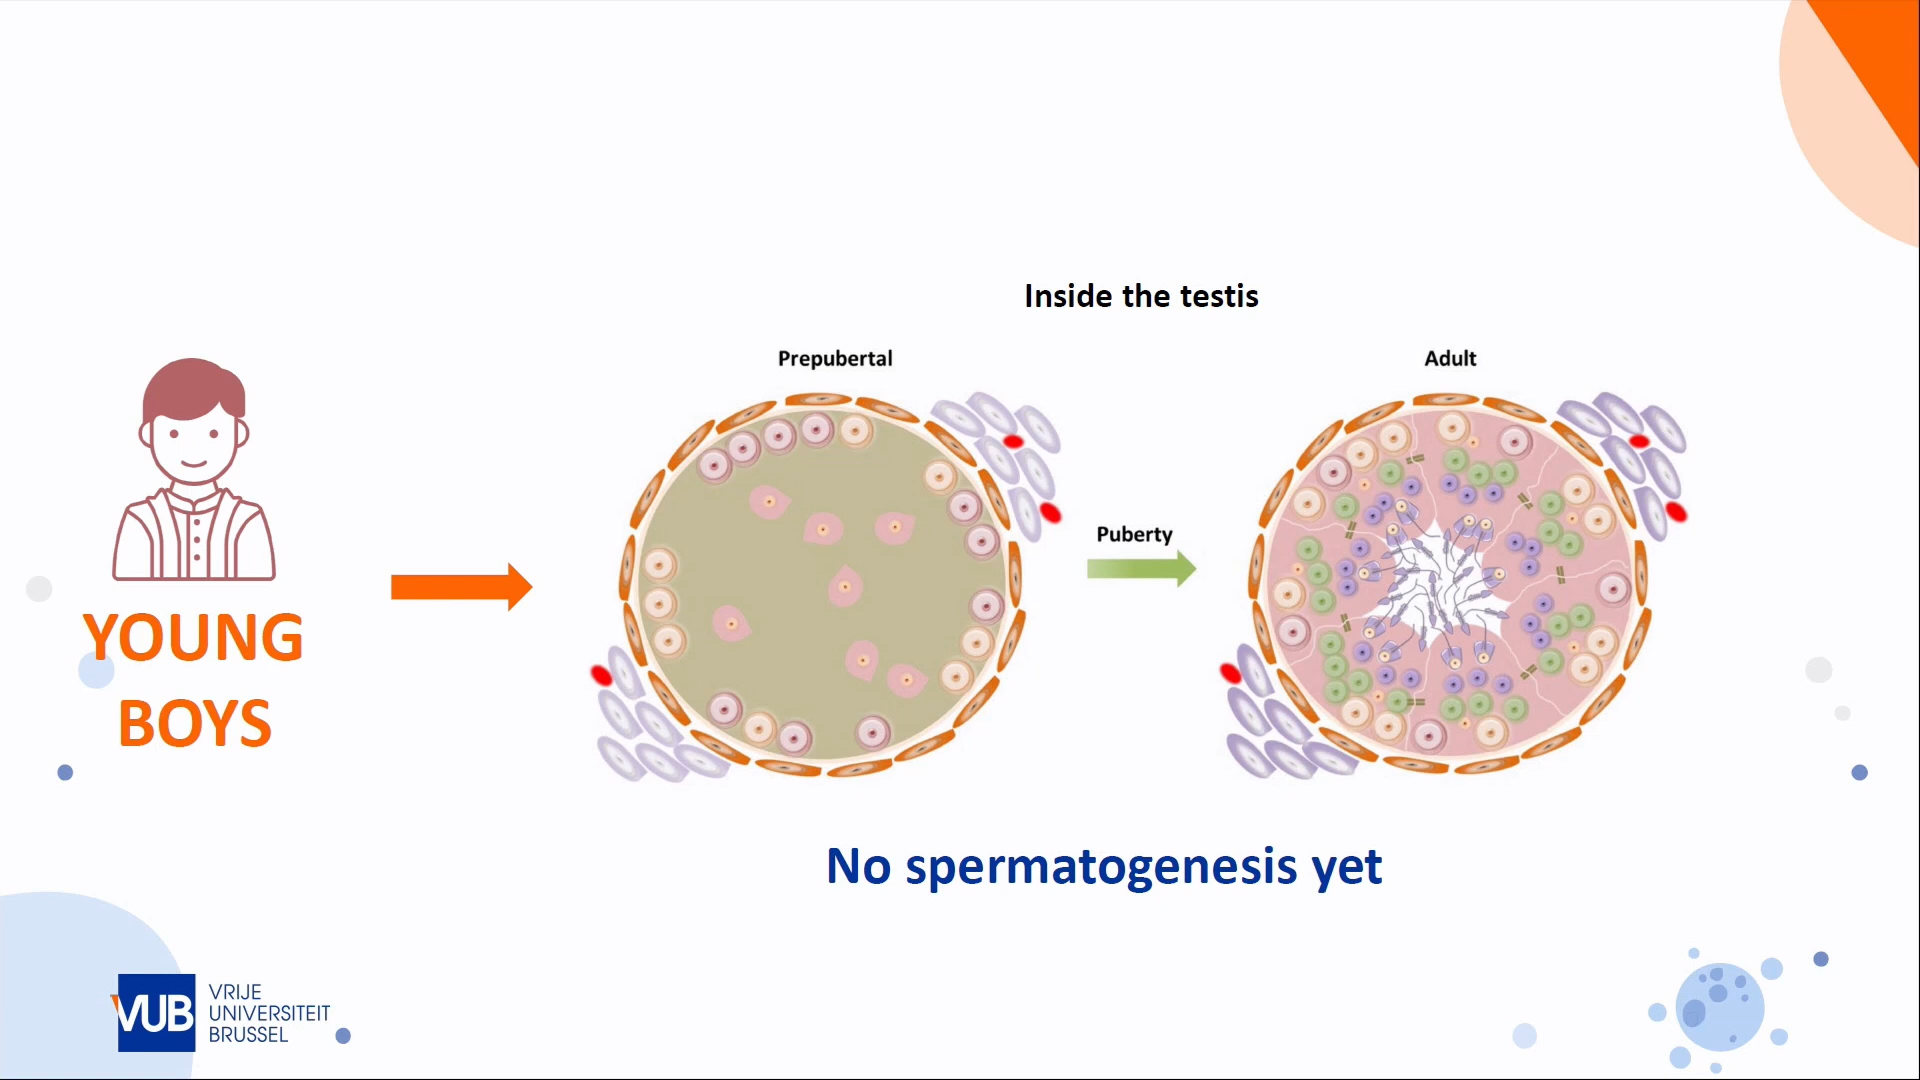 Inside the testis
Prepubertal
Adult
Puberty
YOUNG
BOYS
No spermatogenesis yet
VUB
VRIJE
UNIVERSITEIT
BRUSSEL